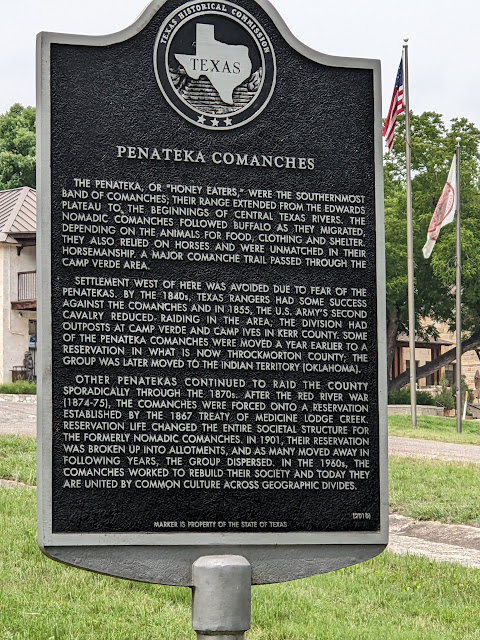 TEXAS HISTORICAL COMMISSION
TEXAS
PENATEKA COMANCHES
THE PENATEKA, OR "HONEY EATERS," WERE THE SOUTHERNMOST
BAND OF COMANCHES; THEIR RANGE EXTENDED FROM THE EDWARDS
PLATEAU TO THE BEGINNINGS OF CENTRAL TEXAS RIVERS. THE
NOMADIC COMANCHES FOLLOWED BUFFALO AS THEY MIGRATED,
DEPENDING ON THE ANIMALS FOR FOOD, CLOTHING AND SHELTER.
THEY ALSO RELIED ON HORSES AND WERE UNMATCHED IN THEIR
HORSEMANSHIP. A MAJOR COMANCHE TRAIL PASSED THROUGH THE
CAMP VERDE AREA.
SETTLEMENT WEST OF HERE WAS AVOIDED DUE TO FEAR OF THE
PENATEKAS. BY THE 1840s, TEXAS RANGERS HAD SOME SUCCESS
AGAINST THE COMANCHES AND IN 1855, THE U.S. ARMY'S SECOND
CAVALRY REDUCED RAIDING IN THE AREA; THE DIVISION HAD
OUTPOSTS AT CAMP VERDE AND CAMP IVES IN KERR COUNTY. SOME
OF THE PENATEKA COMANCHES WERE MOVED A YEAR EARLIER TO A
RESERVATION IN WHAT IS NOW THROCKMORTON COUNTY; THE
GROUP WAS LATER MOVED TO THE INDIAN TERRITORY (OKLAHOMA).
OTHER PENATEKAS CONTINUED TO RAID THE COUNTY
SPORADICALLY THROUGH THE 1870s. AFTER THE RED RIVER WAR
(1874-75), THE COMANCHES WERE FORCED ONTO A RESERVATION
ESTABLISHED BY THE 1867 TREATY OF MEDICINE LODGE CREEK.
RESERVATION LIFE CHANGED THE ENTIRE SOCIETAL STRUCTURE FOR
THE FORMERLY NOMADIC COMANCHES. IN 1901, THEIR RESERVATION
WAS BROKEN UP INTO ALLOTMENTS, AND AS MANY MOVED AWAY IN
FOLLOWING YEARS, THE GROUP DISPERSED. IN THE 1960s, THE
COMANCHES WORKED TO REBUILD THEIR SOCIETY AND TODAY THEY
ARE UNITED BY COMMON CULTURE ACROSS GEOGRAPHIC DIVIDES.
(2018)
MARKER IS PROPERTY OF THE STATE OF TEXAS